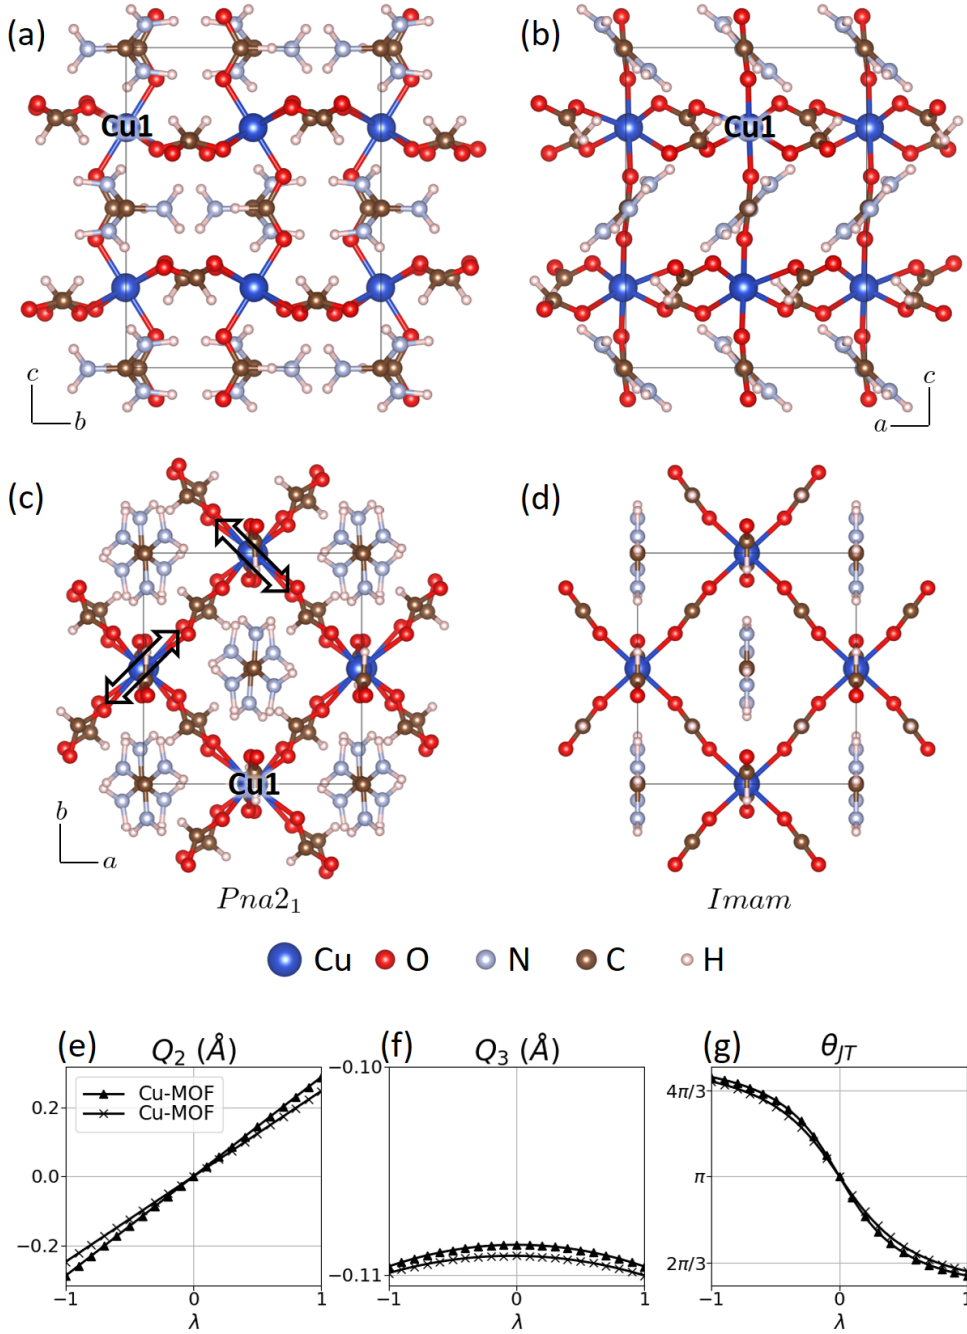 (a)
(b)
Cu1
Cu1
c
b
c
a
(c)
(d)
Cu1
b
a
Pna2₁
Imam
Cu O N C H
(e) Q₂ (Å)
(f) Q₃ (Å)
(g) θ_JT
Cu-MOF
Cu-MOF
0.2
0.0
−0.2
−1 0 1
λ
−0.10
−0.11
−1 0 1
λ
4π/3
π
2π/3
−1 0 1
λ